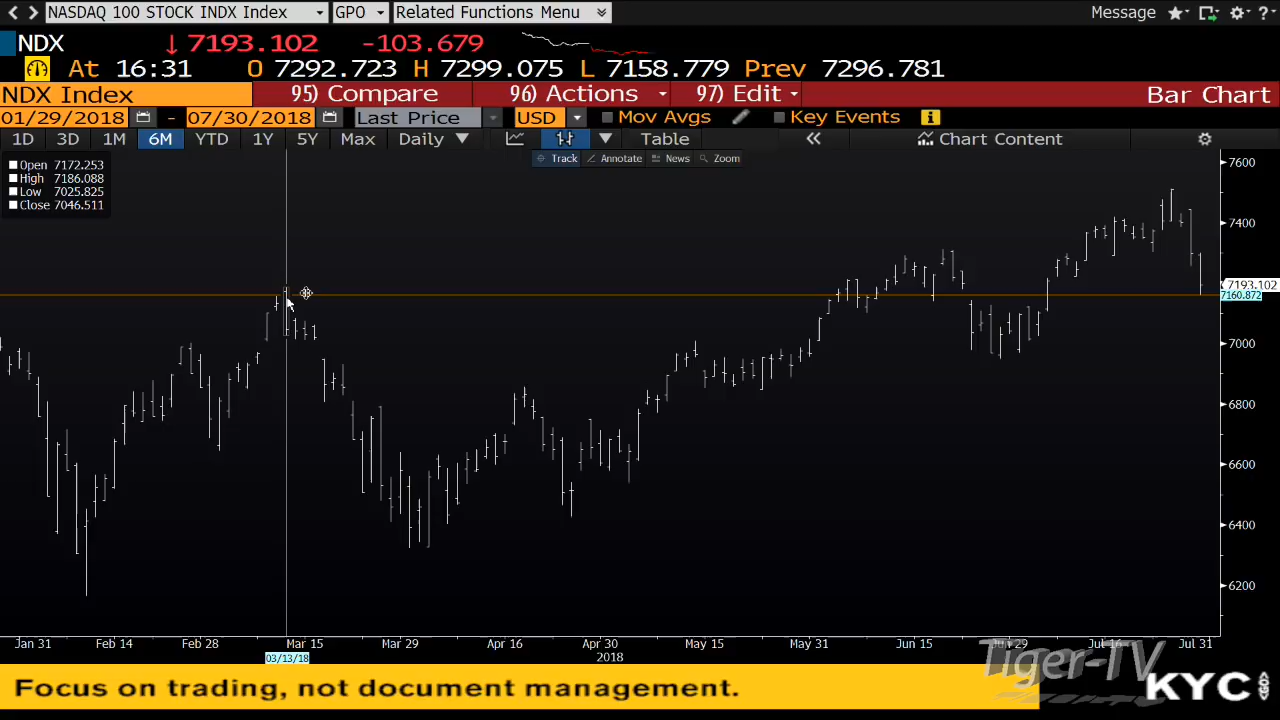 NASDAQ 100 STOCK INDX Index GPO Related Functions Menu Message
NDX ↓ 7193.102 -103.679
At 16:31 O 7292.723 H 7299.075 L 7158.779 Prev 7296.781
NDX Index 95) Compare 96) Actions 97) Edit Bar Chart
01/29/2018 - 07/30/2018 Last Price USD Mov Avgs Key Events
1D 3D 1M 6M YTD 1Y 5Y Max Daily Table Chart Content
Track Annotate News Zoom
Open 7172.253
High 7186.088
Low 7025.825
Close 7046.511
7600
7400
7193.102
7160.872
7000
6800
6600
6400
6200
Jan 31 Feb 14 Feb 28 Mar 15 Mar 29 Apr 16 Apr 30 May 15 May 31 Jun 15 Jun 29 Jul 16 Jul 31
03/13/18 2018
Tiger-TV
Focus on trading, not document management.
KYC